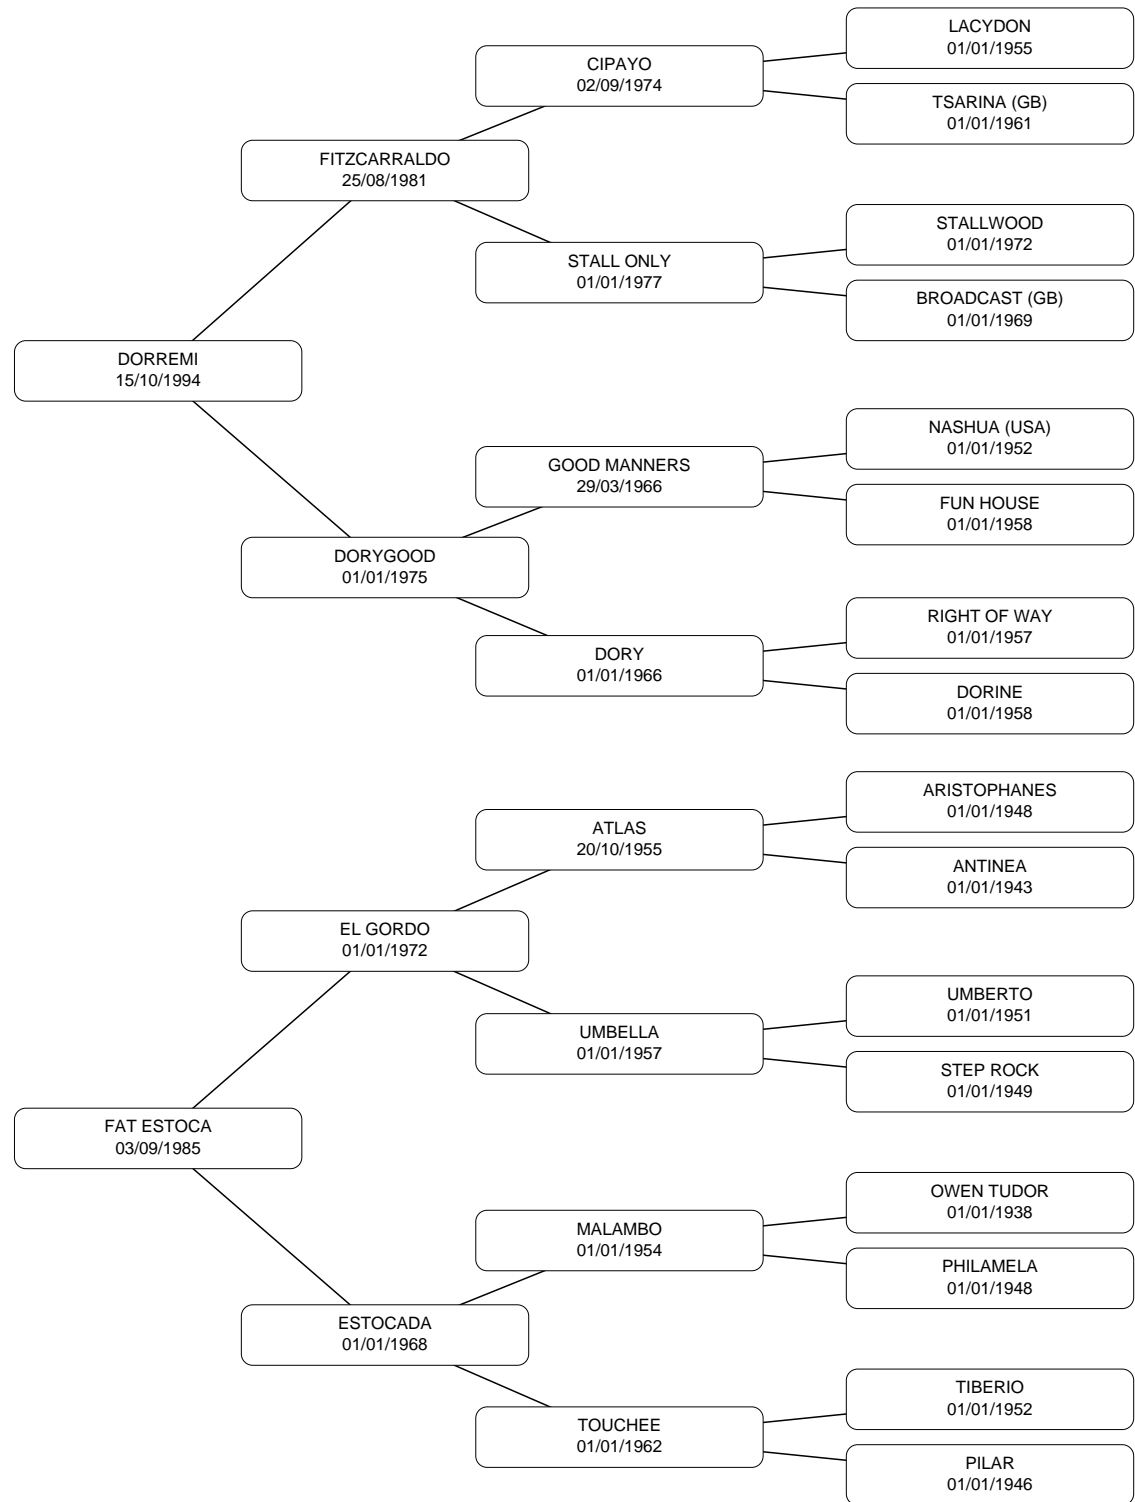 LACYDON
01/01/1955
CIPAYO
02/09/1974
TSARINA (GB)
01/01/1961
FITZCARRALDO
25/08/1981
STALLWOOD
01/01/1972
STALL ONLY
01/01/1977
BROADCAST (GB)
01/01/1969
DORREMI
15/10/1994
NASHUA (USA)
01/01/1952
GOOD MANNERS
29/03/1966
FUN HOUSE
01/01/1958
DORYGOOD
01/01/1975
RIGHT OF WAY
01/01/1957
DORY
01/01/1966
DORINE
01/01/1958
ARISTOPHANES
01/01/1948
ATLAS
20/10/1955
ANTINEA
01/01/1943
EL GORDO
01/01/1972
UMBERTO
01/01/1951
UMBELLA
01/01/1957
STEP ROCK
01/01/1949
FAT ESTOCA
03/09/1985
OWEN TUDOR
01/01/1938
MALAMBO
01/01/1954
PHILAMELA
01/01/1948
ESTOCADA
01/01/1968
TIBERIO
01/01/1952
TOUCHEE
01/01/1962
PILAR
01/01/1946